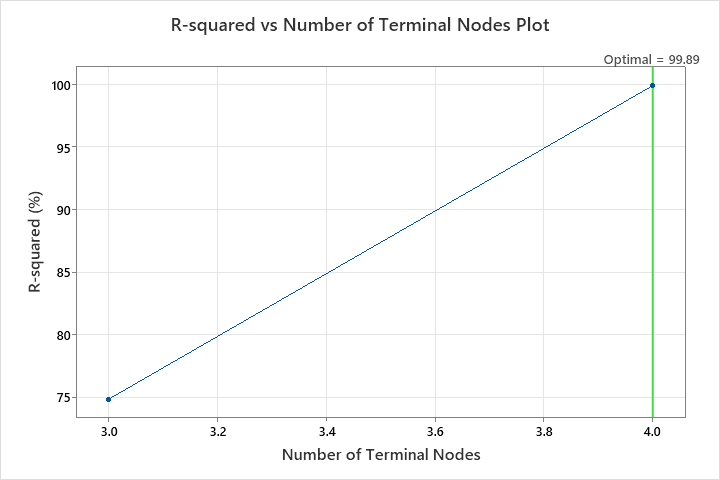 R-squared vs Number of Terminal Nodes Plot
Optimal = 99.89
100
95
90
85
80
75
R-squared (%)
3.0 3.2 3.4 3.6 3.8 4.0
Number of Terminal Nodes